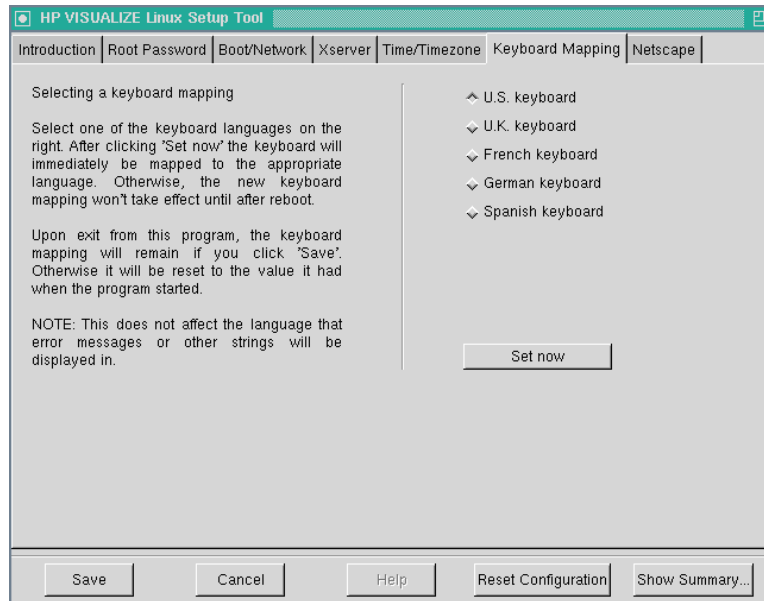 HP VISUALIZE Linux Setup Tool
Introduction
Root Password
Boot/Network
Xserver
Time/Timezone
Keyboard Mapping
Netscape
Selecting a keyboard mapping
Select one of the keyboard languages on the
right. After clicking 'Set now' the keyboard will
immediately be mapped to the appropriate
language. Otherwise, the new keyboard
mapping won't take effect until after reboot.
Upon exit from this program, the keyboard
mapping will remain if you click 'Save'.
Otherwise it will be reset to the value it had
when the program started.
NOTE: This does not affect the language that
error messages or other strings will be
displayed in.
U.S. keyboard
U.K. keyboard
French keyboard
German keyboard
Spanish keyboard
Set now
Save
Cancel
Help
Reset Configuration
Show Summary...